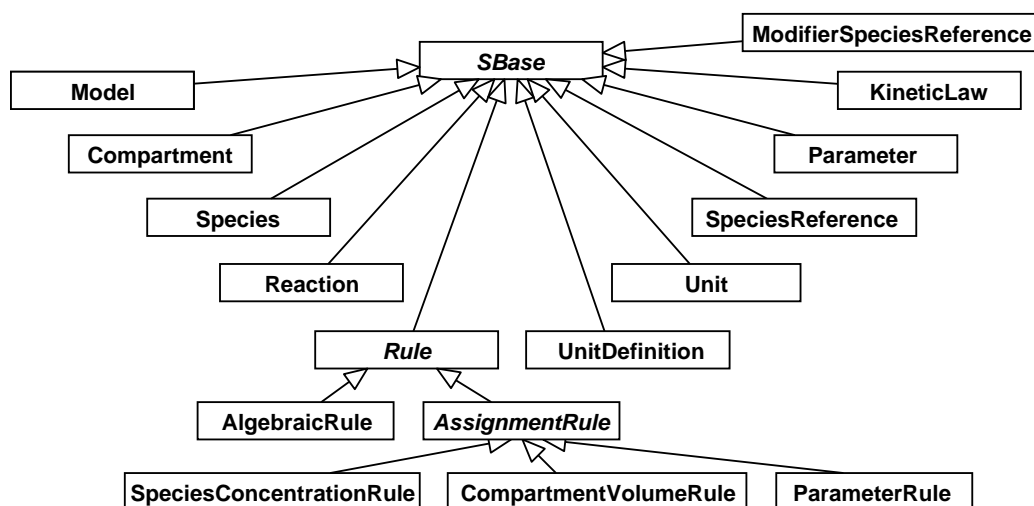 ModifierSpeciesReference
SBase
Model
KineticLaw
Compartment
Parameter
Species
SpeciesReference
Reaction
Unit
Rule
UnitDefinition
AlgebraicRule
AssignmentRule
SpeciesConcentrationRule
CompartmentVolumeRule
ParameterRule